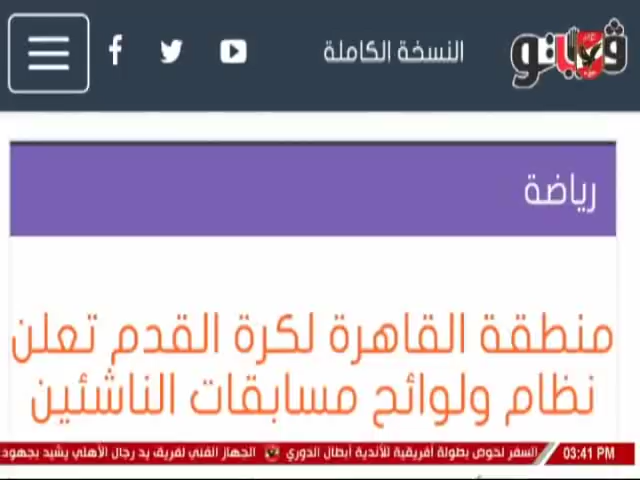 النسخة الكاملة
رياضة
منطقة القاهرة لكرة القدم تعلن
نظام ولوائح مسابقات الناشئين
03:41 PM
السفر لخوض بطولة أفريقية للأندية أبطال الدوري الجهاز الفني لفريق يد رجال الأهلي يشيد بجهود